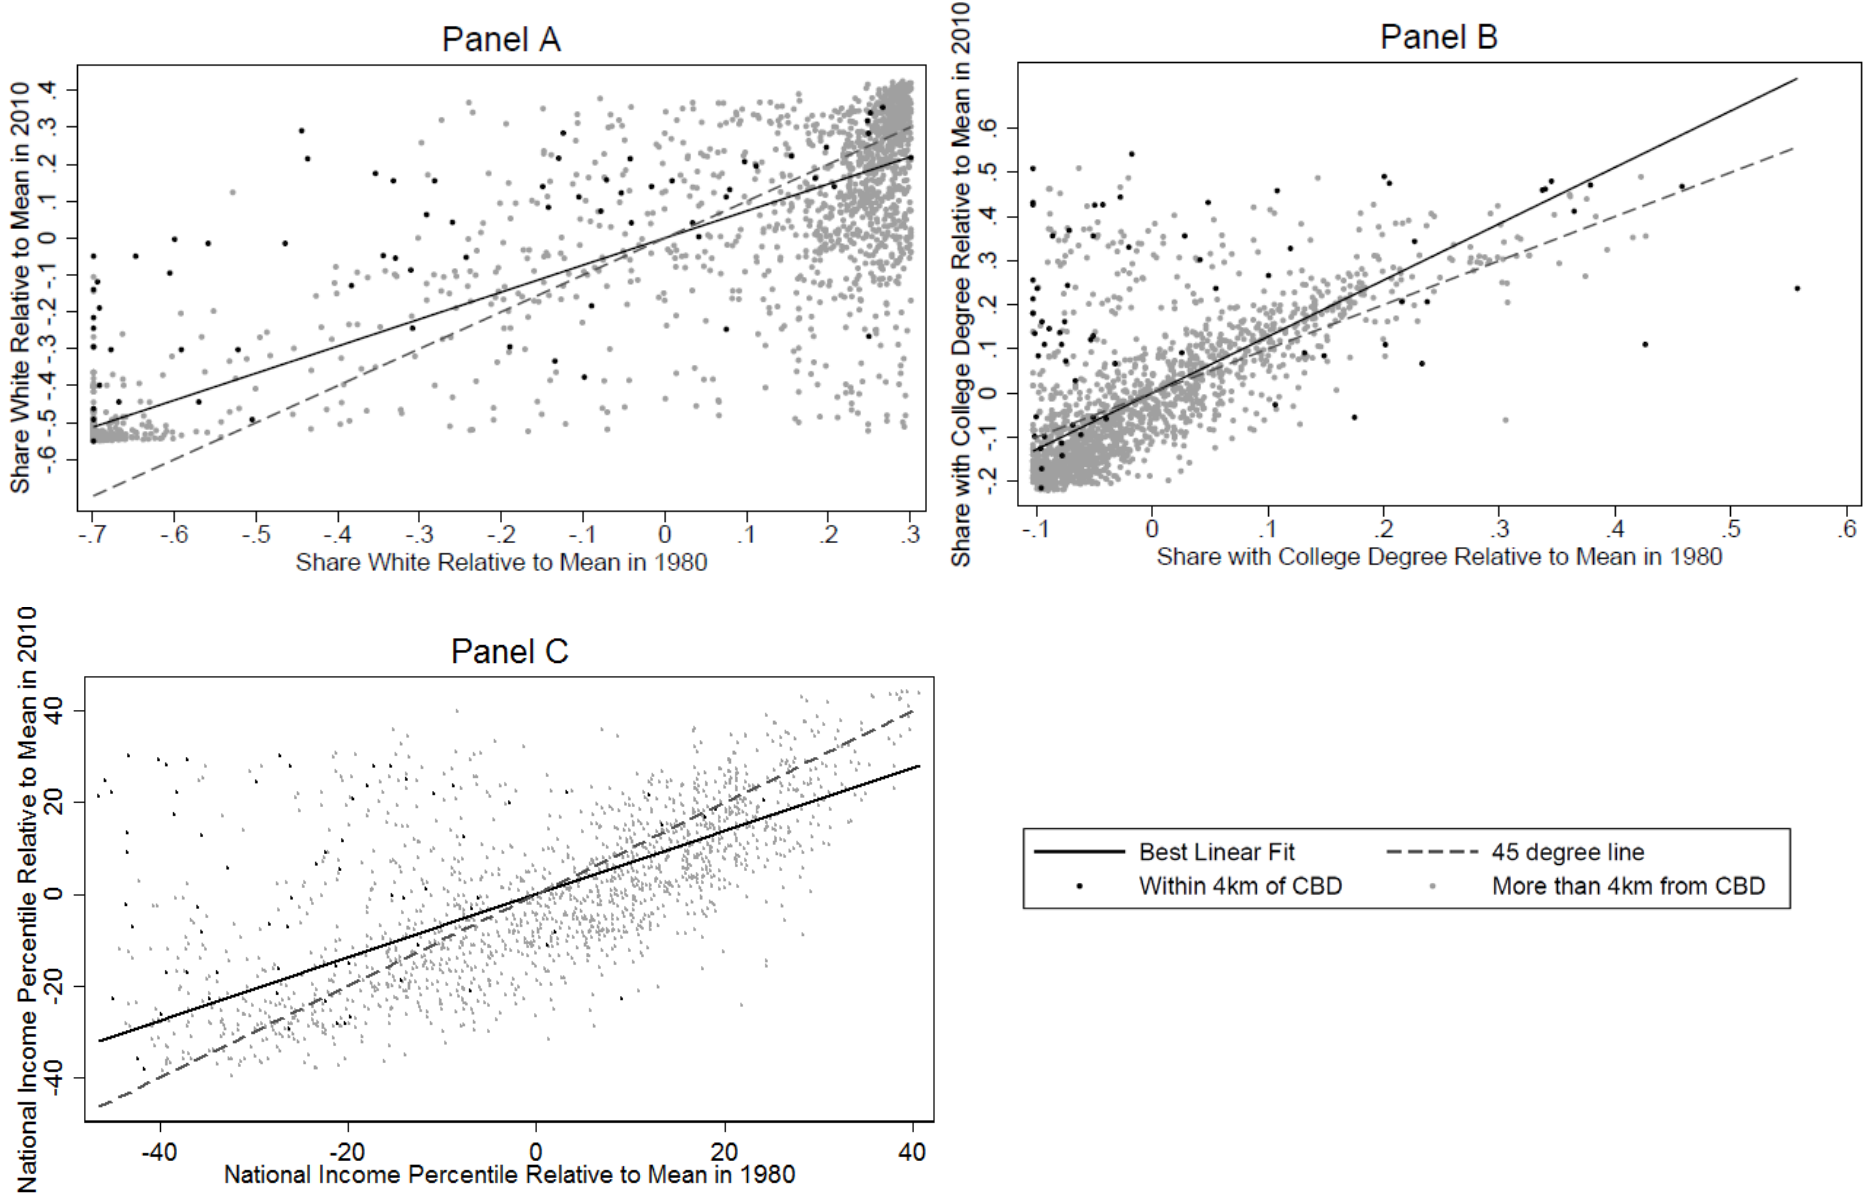 Panel A
Share White Relative to Mean in 2010
.4
.3
.2
.1
0
-.1
-.2
-.3
-.4
-.5
-.6
-.7 -.6 -.5 -.4 -.3 -.2 -.1 0 .1 .2 .3
Share White Relative to Mean in 1980
Panel B
Share with College Degree Relative to Mean in 2010
.6
.5
.4
.3
.2
.1
0
-.1
-.2
-.1 0 .1 .2 .3 .4 .5 .6
Share with College Degree Relative to Mean in 1980
Panel C
National Income Percentile Relative to Mean in 2010
40
20
0
-20
-40
-40 -20 0 20 40
National Income Percentile Relative to Mean in 1980
Best Linear Fit 45 degree line
Within 4km of CBD More than 4km from CBD